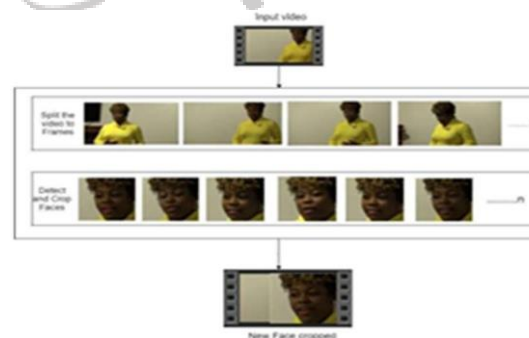 Input video
Split the
video to
Frames
Detect
and Crop
Faces
..........n
New Face cropped